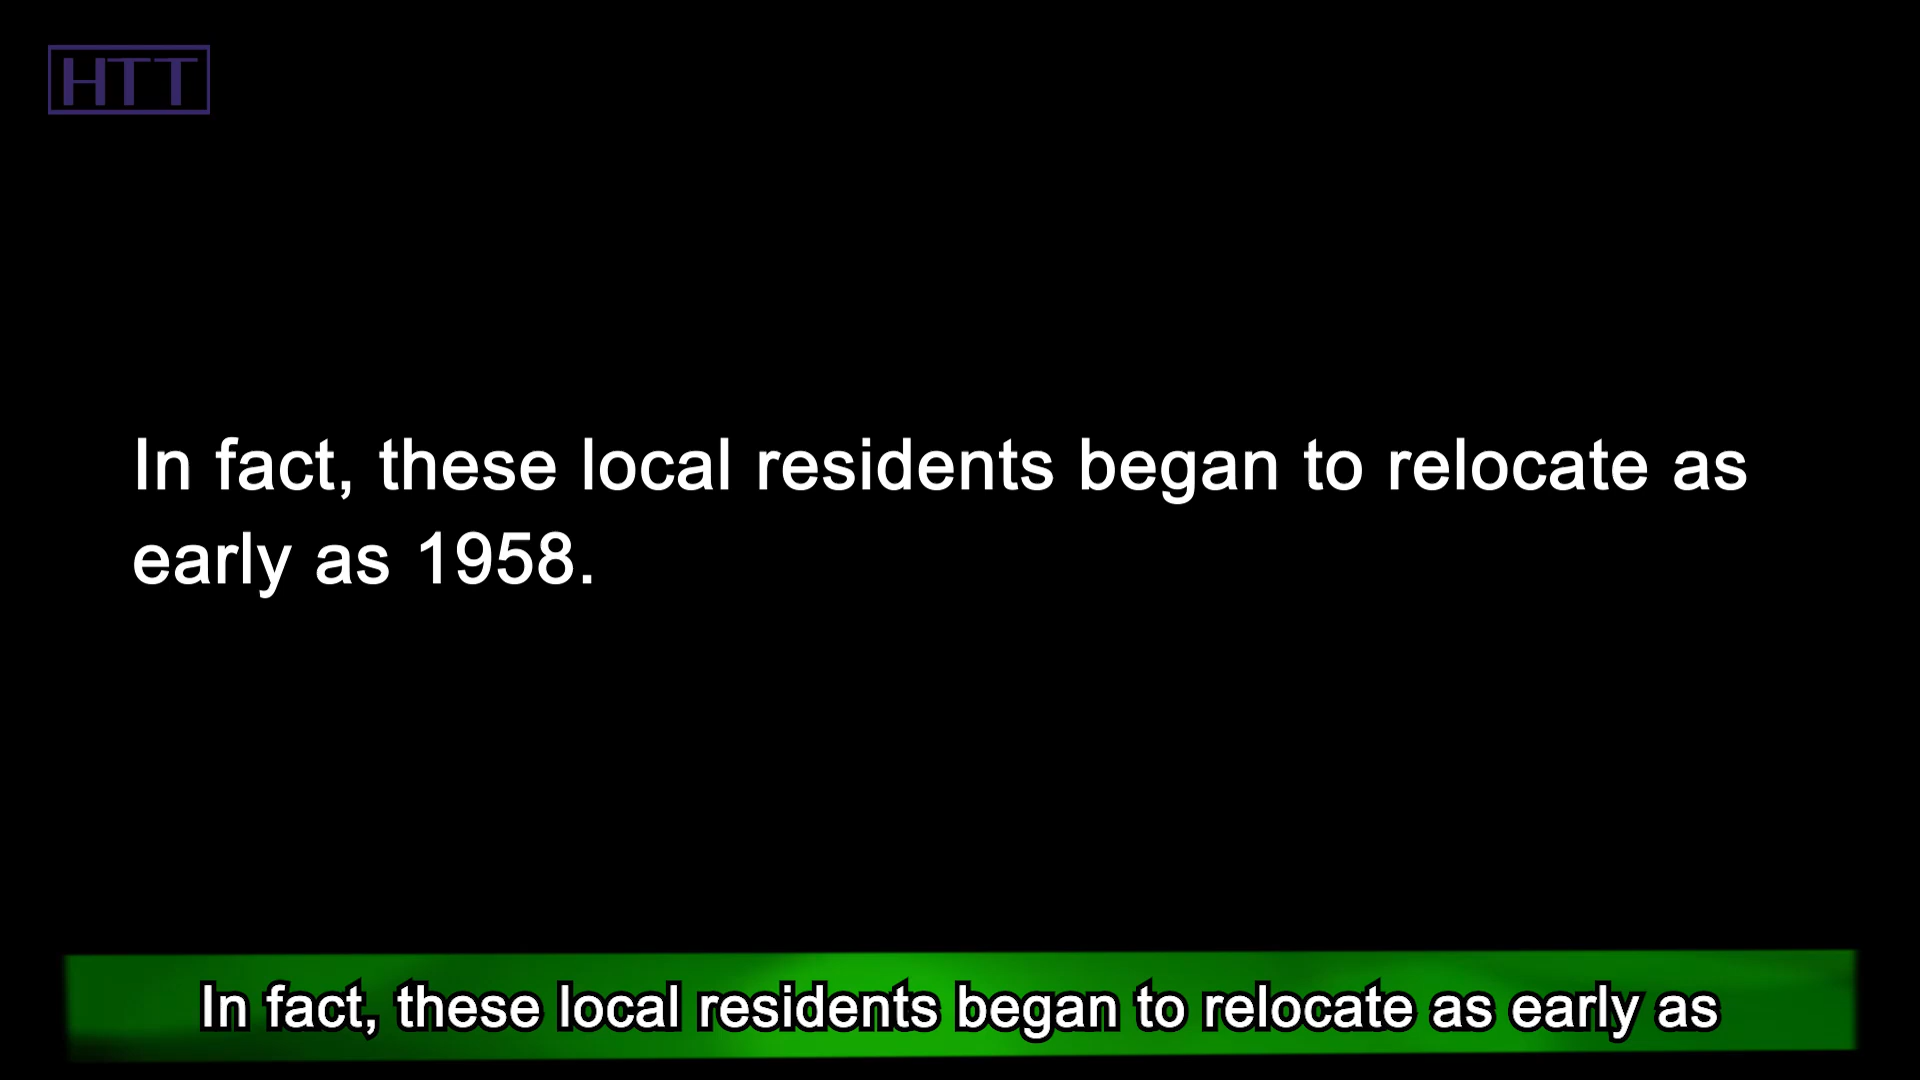 HTT
In fact, these local residents began to relocate as
early as 1958.
In fact, these local residents began to relocate as early as